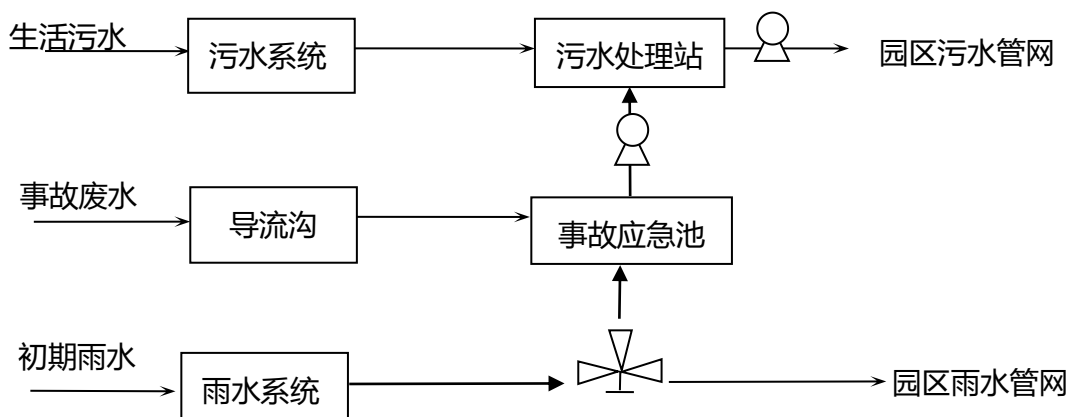 生活污水
污水系统
污水处理站
园区污水管网
事故废水
导流沟
事故应急池
初期雨水
雨水系统
园区雨水管网